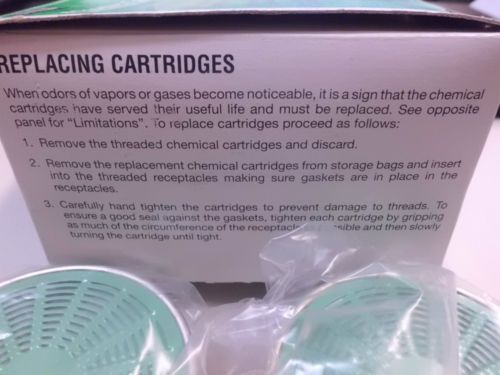 REPLACING CARTRIDGES
When odors of vapors or gases become noticeable, it is a sign that the chemical
cartridges have served their useful life and must be replaced. See opposite
panel for "Limitations". To replace cartridges proceed as follows:
1. Remove the threaded chemical cartridges and discard.
2. Remove the replacement chemical cartridges from storage bags and insert
into the threaded receptacles making sure gaskets are in place in the
receptacles.
3. Carefully hand tighten the cartridges to prevent damage to threads. To
ensure a good seal against the gaskets, tighten each cartridge by gripping
as much of the circumference of the and then slowly
turning the cartridge until tight.